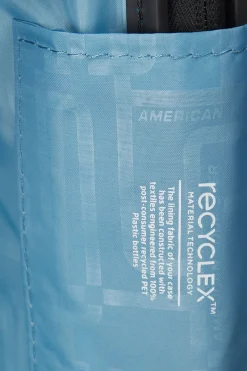 AMERICAN
reCYCLEX™
MATERIAL TECHNOLOGY
The lining fabric of your case
has been constructed with
textiles engineered from 100%
post-consumer recycled PET
Plastic bottles